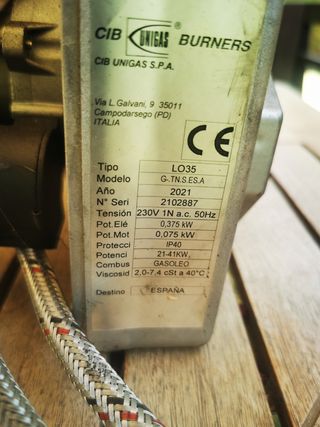 CIB UNIGAS ® BURNERS
CIB UNIGAS S.P.A.
Via L.Galvani, 9 35011
Campodarsego (PD)
ITALIA
CE
Tipo LO35
Modelo G-.TN.S.ES.A
Año 2021
N° Seri 2102887
Tensión 230V 1N a.c. 50Hz
Pot.Elé 0,375 kW
Pot.Mot 0,075 kW
Protecci IP40
Potenci 21-41KW
Combus GASOLEO
Viscosid 2,0-7,4 cSt a 40°C
Destino ESPAÑA